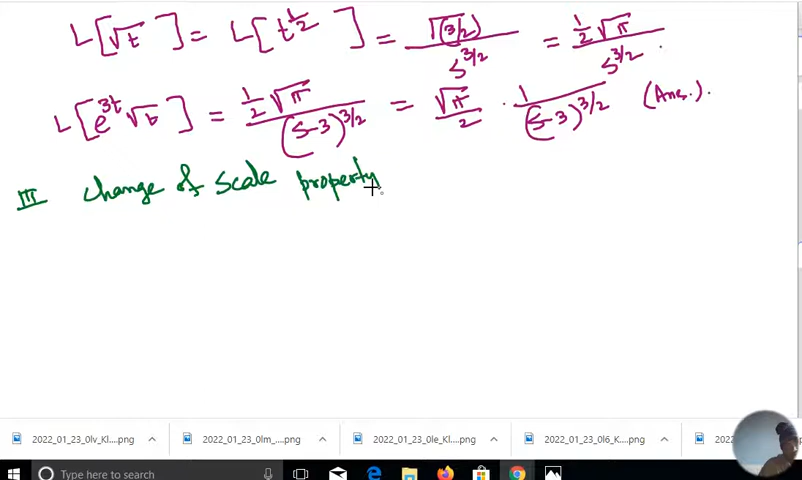 L[√t] = L[t^{1/2}] = Γ(3/2) / s^{3/2} = 1/2 √π / s^{3/2} .
L[e^{3t} √t] = 1/2 √π / (s-3)^{3/2} = √π / 2 · 1 / (s-3)^{3/2} (Ans.).
III change of scale property
2022_01_23_0lv_Kl....png 2022_01_23_0lm_....png 2022_01_23_0le_Kl....png 2022_01_23_0l6_K....png 2022_0
Type here to search